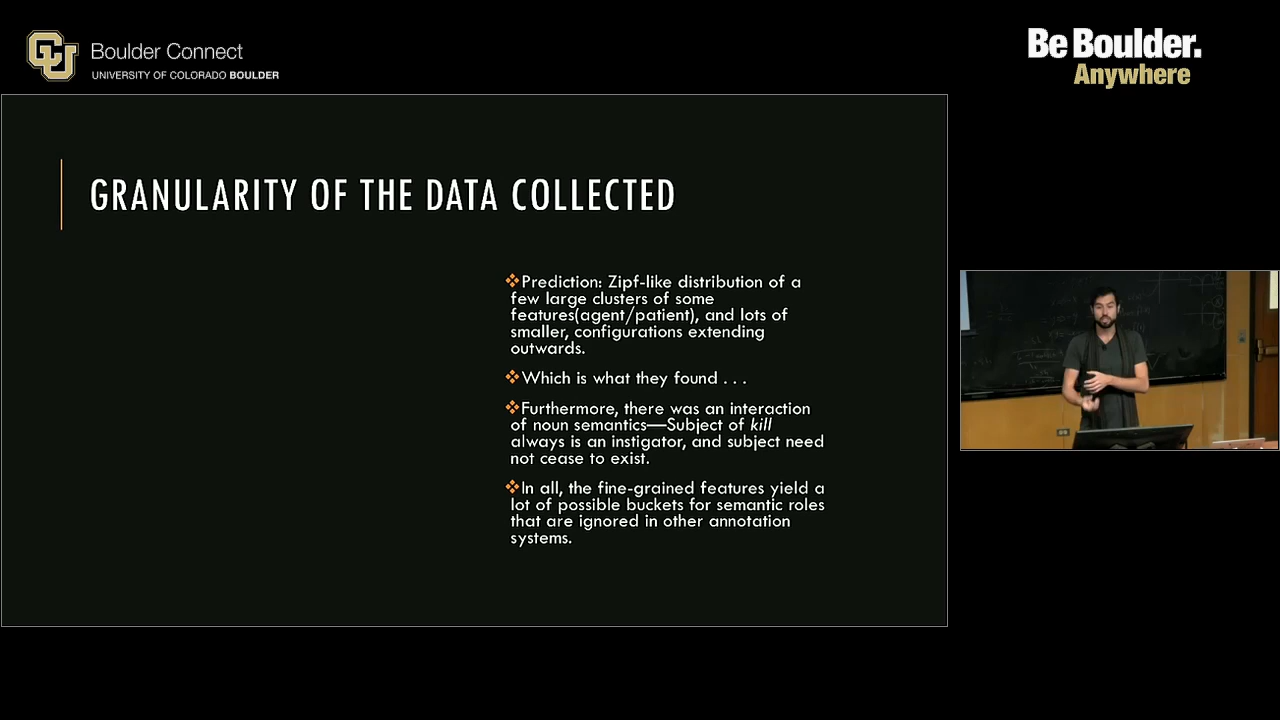 Boulder Connect
UNIVERSITY OF COLORADO BOULDER
Be Boulder.
Anywhere
GRANULARITY OF THE DATA COLLECTED
❖Prediction: Zipf-like distribution of a
few large clusters of some
features(agent/patient), and lots of
smaller, configurations extending
outwards.
❖Which is what they found . . .
❖Furthermore, there was an interaction
of noun semantics—Subject of kill
always is an instigator, and subject need
not cease to exist.
❖In all, the fine-grained features yield a
lot of possible buckets for semantic roles
that are ignored in other annotation
systems.